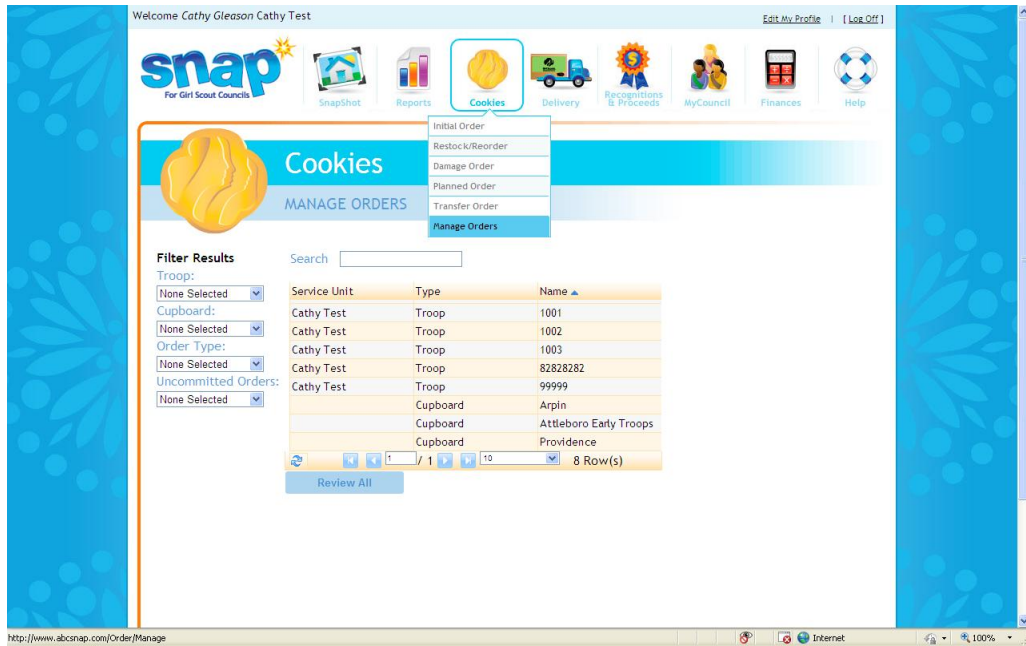 Welcome Cathy Gleason Cathy Test
Edit My Profile | [ Log Off ]
snap
For Girl Scout Councils
SnapShot
Reports
Cookies
Delivery
Recognitions
& Proceeds
MyCouncil
Finances
Help
Initial Order
Restock/Reorder
Damage Order
Planned Order
Transfer Order
Manage Orders
Cookies
MANAGE ORDERS
Filter Results
Troop:
None Selected
Cupboard:
None Selected
Order Type:
None Selected
Uncommitted Orders:
None Selected
Search
Service Unit Type Name
Cathy Test Troop 1001
Cathy Test Troop 1002
Cathy Test Troop 1003
Cathy Test Troop 82828282
Cathy Test Troop 99999
Cupboard Arpin
Cupboard Attleboro Early Troops
Cupboard Providence
1 / 1 10 8 Row(s)
Review All
http://www.abcsnap.com/Order/Manage
Internet
100%